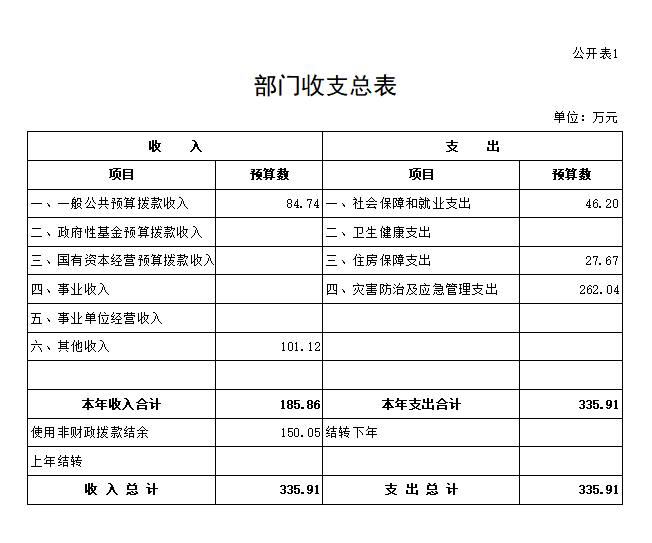 公开表1
部门收支总表
单位：万元
收 入 支 出
项目 预算数 项目 预算数
一、一般公共预算拨款收入 84.74 一、社会保障和就业支出 46.20
二、政府性基金预算拨款收入 二、卫生健康支出
三、国有资本经营预算拨款收入 三、住房保障支出 27.67
四、事业收入 四、灾害防治及应急管理支出 262.04
五、事业单位经营收入
六、其他收入 101.12
本年收入合计 185.86 本年支出合计 335.91
使用非财政拨款结余 150.05 结转下年
上年结转
收 入 总 计 335.91 支 出 总 计 335.91